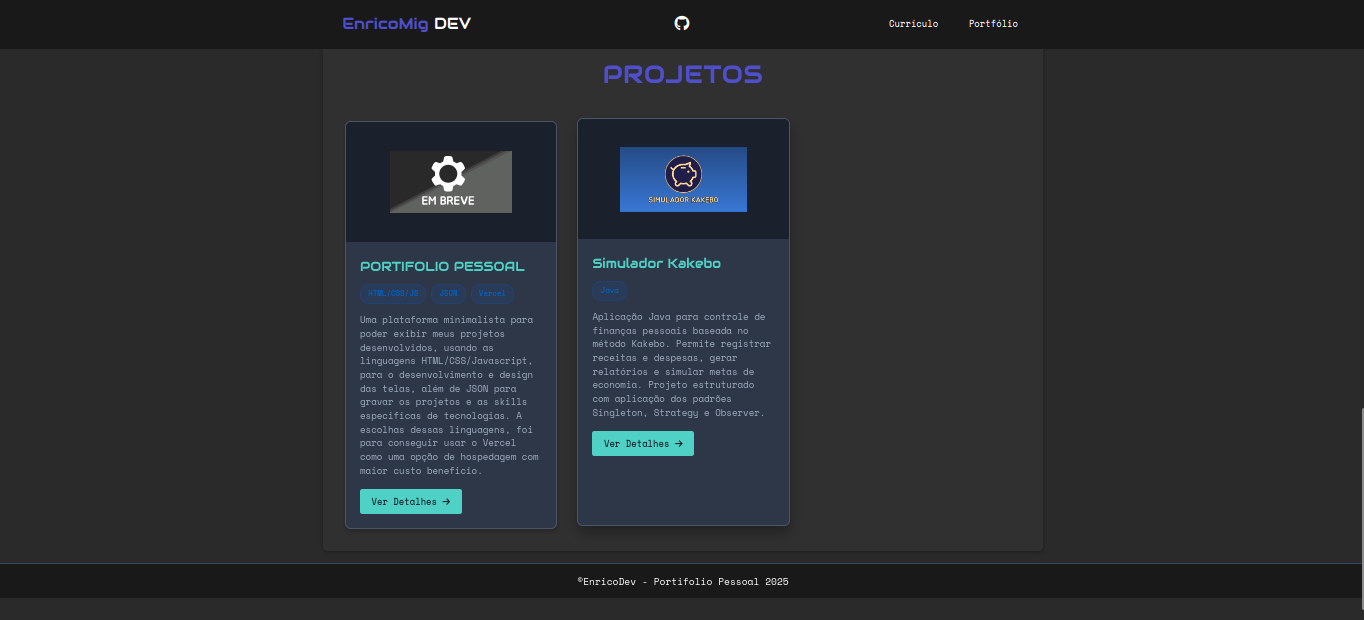 EnricoMig DEV
Currículo
Portfólio
PROJETOS
EM BREVE
PORTIFOLIO PESSOAL
HTML/CSS/JS
JSON
Vercel
Uma plataforma minimalista para
poder exibir meus projetos
desenvolvidos, usando as
linguagens HTML/CSS/Javascript,
para o desenvolvimento e design
das telas, além de JSON para
gravar os projetos e as skills
especificas de tecnologias. A
escolhas dessas linguagens, foi
para conseguir usar o Vercel
como uma opção de hospedagem com
maior custo beneficio.
Ver Detalhes →
SIMULADOR KAKEBO
Simulador Kakebo
Java
Aplicação Java para controle de
finanças pessoais baseada no
método Kakebo. Permite registrar
receitas e despesas, gerar
relatórios e simular metas de
economia. Projeto estruturado
com aplicação dos padrões
Singleton, Strategy e Observer.
Ver Detalhes →
©EnricoDev - Portifolio Pessoal 2025